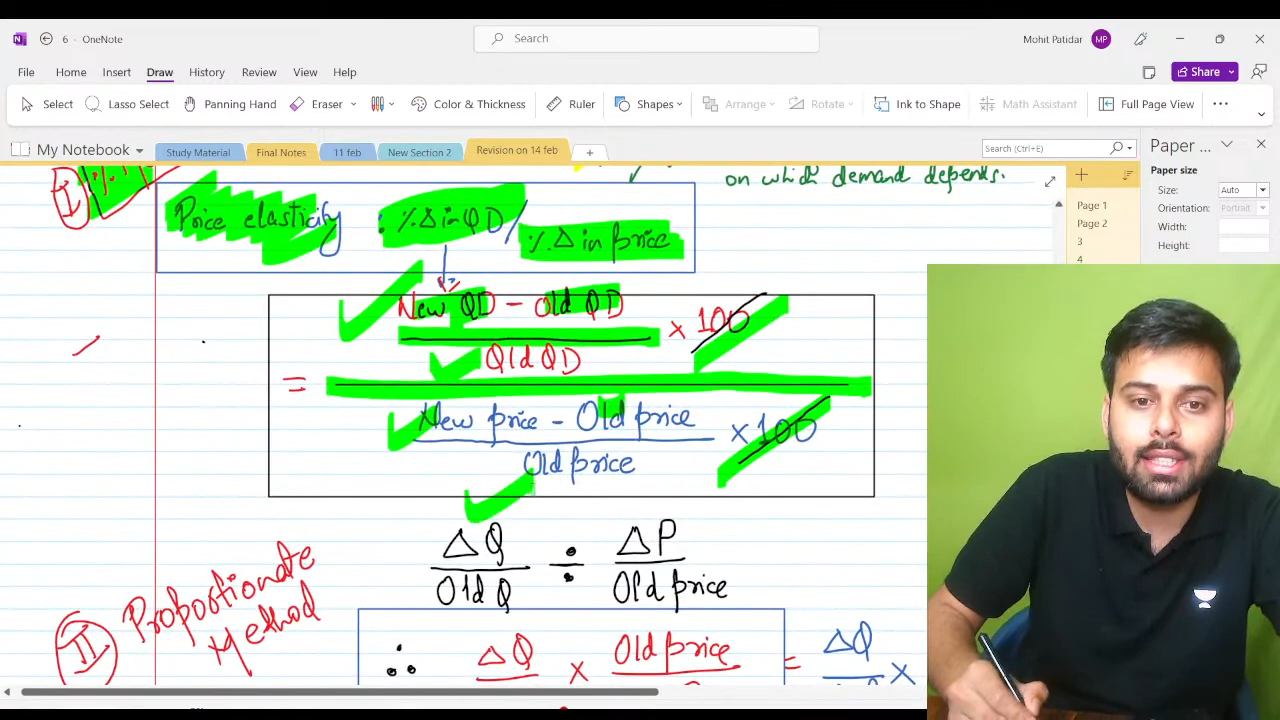 6 - OneNote
Search
Mohit Patidar MP
File Home Insert Draw History Review View Help
Share
Select Lasso Select Panning Hand Eraser Color & Thickness Ruler Shapes Arrange Rotate Ink to Shape Math Assistant Full Page View
My Notebook Study Material Final Notes 11 feb New Section 2 Revision on 14 feb + Search (Ctrl+E)
Paper ...
Paper size
Size: Auto
Orientation: Portrait
Width:
Height:
Page 1
Page 2
3
4
on which demand depends.
I
Price elasticity : %Δ in QD / %Δ in price
New QD - Old QD × 100
Old QD
=
New price - Old price × 100
Old price
ΔQ ÷ ΔP
Old Q Old price
II Proportionate Method
∴ ΔQ × Old price = ΔQ ×